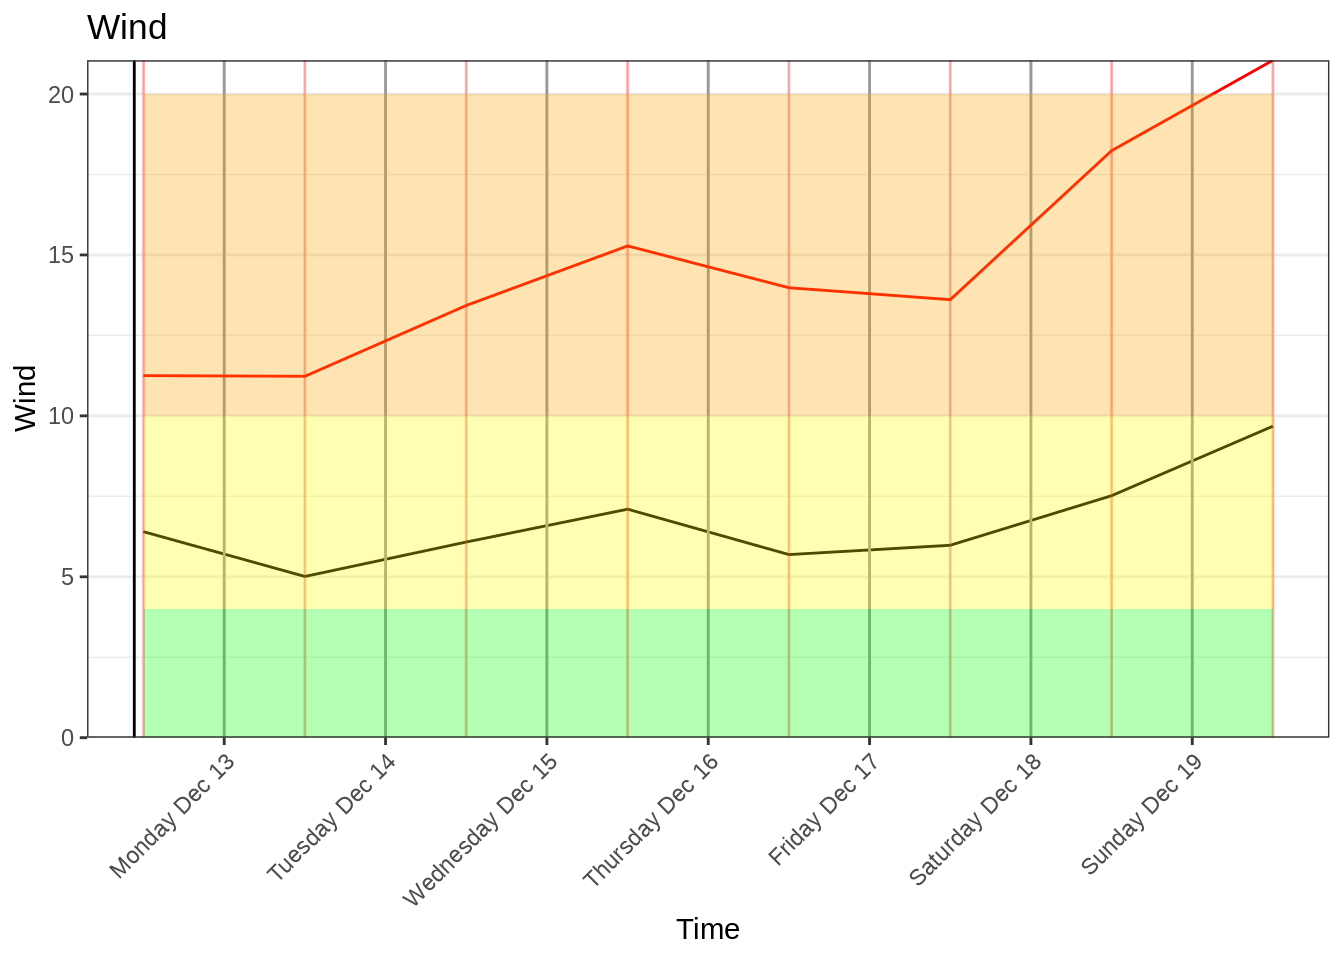 Wind
20
15
10
5
0
Wind
Monday Dec 13
Tuesday Dec 14
Wednesday Dec 15
Thursday Dec 16
Friday Dec 17
Saturday Dec 18
Sunday Dec 19
Time